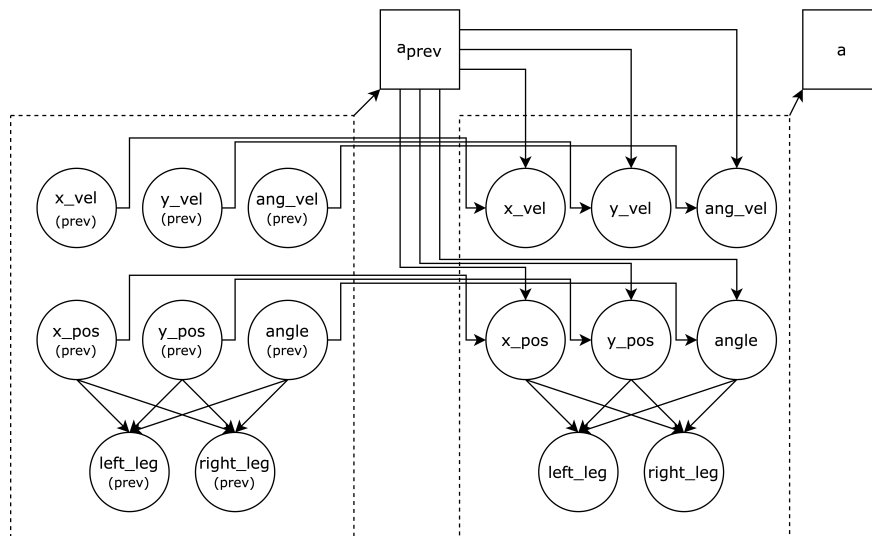 aprev
a
x_vel
(prev)
y_vel
(prev)
ang_vel
(prev)
x_vel
y_vel
ang_vel
x_pos
(prev)
y_pos
(prev)
angle
(prev)
x_pos
y_pos
angle
left_leg
(prev)
right_leg
(prev)
left_leg
right_leg